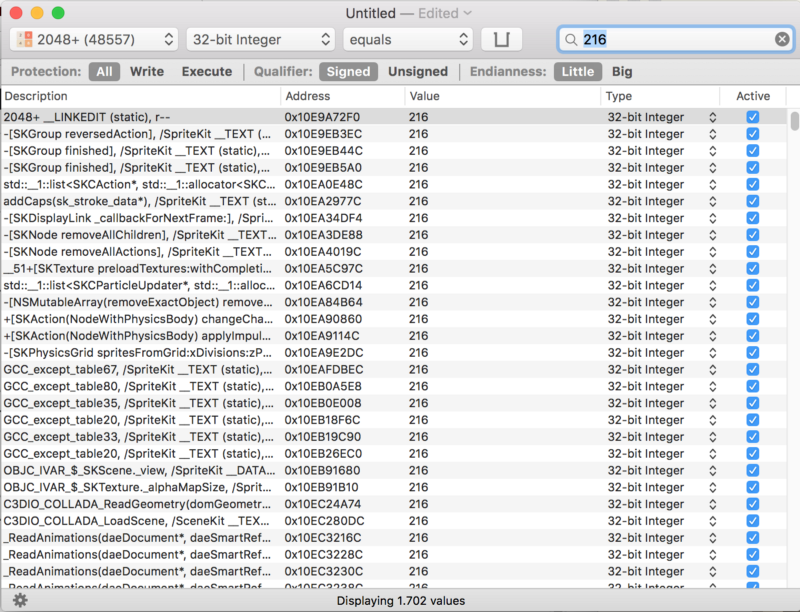 Untitled — Edited
2048+ (48557) 32-bit Integer equals 216
Protection: All Write Execute Qualifier: Signed Unsigned Endianness: Little Big
Description Address Value Type Active
2048+ __LINKEDIT (static), r-- 0x10E9A72F0 216 32-bit Integer
-[SKGroup reversedAction], /SpriteKit __TEXT (... 0x10E9EB3EC 216 32-bit Integer
-[SKGroup finished], /SpriteKit __TEXT (static),... 0x10E9EB44C 216 32-bit Integer
-[SKGroup finished], /SpriteKit __TEXT (static),... 0x10E9EB5A0 216 32-bit Integer
std::__1::list<SKCAction*, std::__1::allocator<SKC... 0x10EA0E48C 216 32-bit Integer
addCaps(sk_stroke_data*), /SpriteKit __TEXT (st... 0x10EA2977C 216 32-bit Integer
-[SKDisplayLink _callbackForNextFrame:], /Spri... 0x10EA34DF4 216 32-bit Integer
-[SKNode removeAllChildren], /SpriteKit __TEXT... 0x10EA3DE88 216 32-bit Integer
-[SKNode removeAllActions], /SpriteKit __TEXT... 0x10EA4019C 216 32-bit Integer
__51+[SKTexture preloadTextures:withCompleti... 0x10EA5C97C 216 32-bit Integer
std::__1::list<SKCParticleUpdater*, std::__1::alloc... 0x10EA6CD14 216 32-bit Integer
-[NSMutableArray(removeExactObject) remove... 0x10EA84B64 216 32-bit Integer
+[SKAction(NodeWithPhysicsBody) changeCha... 0x10EA90860 216 32-bit Integer
+[SKAction(NodeWithPhysicsBody) applyImpul... 0x10EA9114C 216 32-bit Integer
-[SKPhysicsGrid spritesFromGrid:xDivisions:zP... 0x10EA9E2DC 216 32-bit Integer
GCC_except_table67, /SpriteKit __TEXT (static),... 0x10EAFDBEC 216 32-bit Integer
GCC_except_table80, /SpriteKit __TEXT (static),... 0x10EB0A5E8 216 32-bit Integer
GCC_except_table35, /SpriteKit __TEXT (static),... 0x10EB0E008 216 32-bit Integer
GCC_except_table20, /SpriteKit __TEXT (static),... 0x10EB18F6C 216 32-bit Integer
GCC_except_table33, /SpriteKit __TEXT (static),... 0x10EB19C90 216 32-bit Integer
GCC_except_table20, /SpriteKit __TEXT (static),... 0x10EB26EC0 216 32-bit Integer
OBJC_IVAR_$_SKScene._view, /SpriteKit __DATA... 0x10EB91680 216 32-bit Integer
OBJC_IVAR_$_SKTexture._alphaMapSize, /Sprit... 0x10EB91B10 216 32-bit Integer
C3DIO_COLLADA_ReadGeometry(domGeometr... 0x10EC24A74 216 32-bit Integer
C3DIO_COLLADA_LoadScene, /SceneKit __TEX... 0x10EC280DC 216 32-bit Integer
_ReadAnimations(daeDocument*, daeSmartRef... 0x10EC3216C 216 32-bit Integer
_ReadAnimations(daeDocument*, daeSmartRef... 0x10EC3228C 216 32-bit Integer
_ReadAnimations(daeDocument*, daeSmartRef... 0x10EC3230C 216 32-bit Integer
_ReadAnimations(daeDocument*, daeSmartRef... 0x10EC3238C 216 32-bit Integer
Displaying 1.702 values